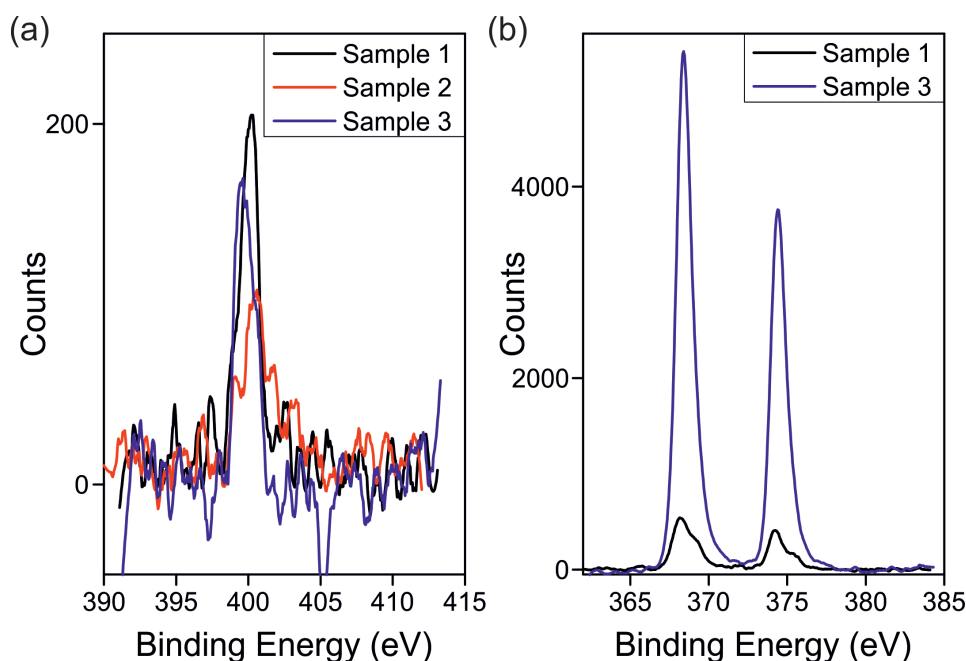 (a)
Sample 1
Sample 2
Sample 3
200
0
Counts
390 395 400 405 410 415
Binding Energy (eV)
(b)
Sample 1
Sample 3
4000
2000
0
Counts
365 370 375 380 385
Binding Energy (eV)